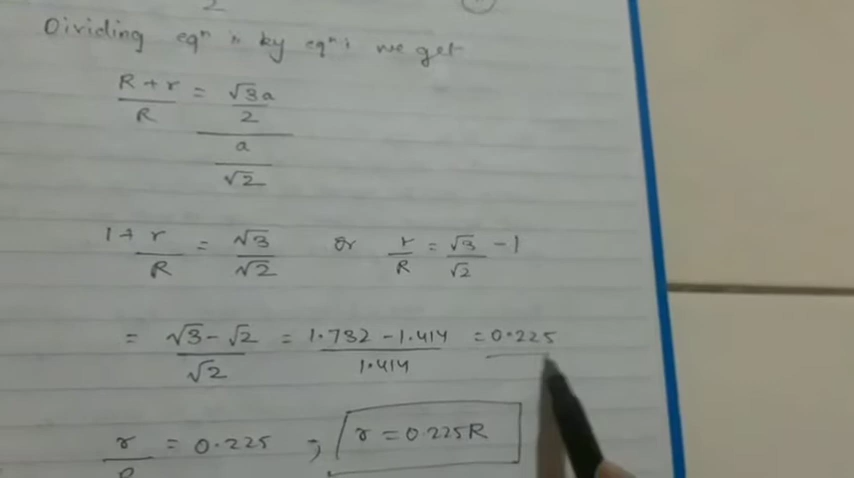 2
Dividing eqn ii by eqn i we get
R + r / R = √3a / 2 / a / √2
1 + r / R = √3 / √2 or r / R = √3 / √2 - 1
= √3 - √2 / √2 = 1.732 - 1.414 / 1.414 = 0.225
r / R = 0.225 ; r = 0.225R